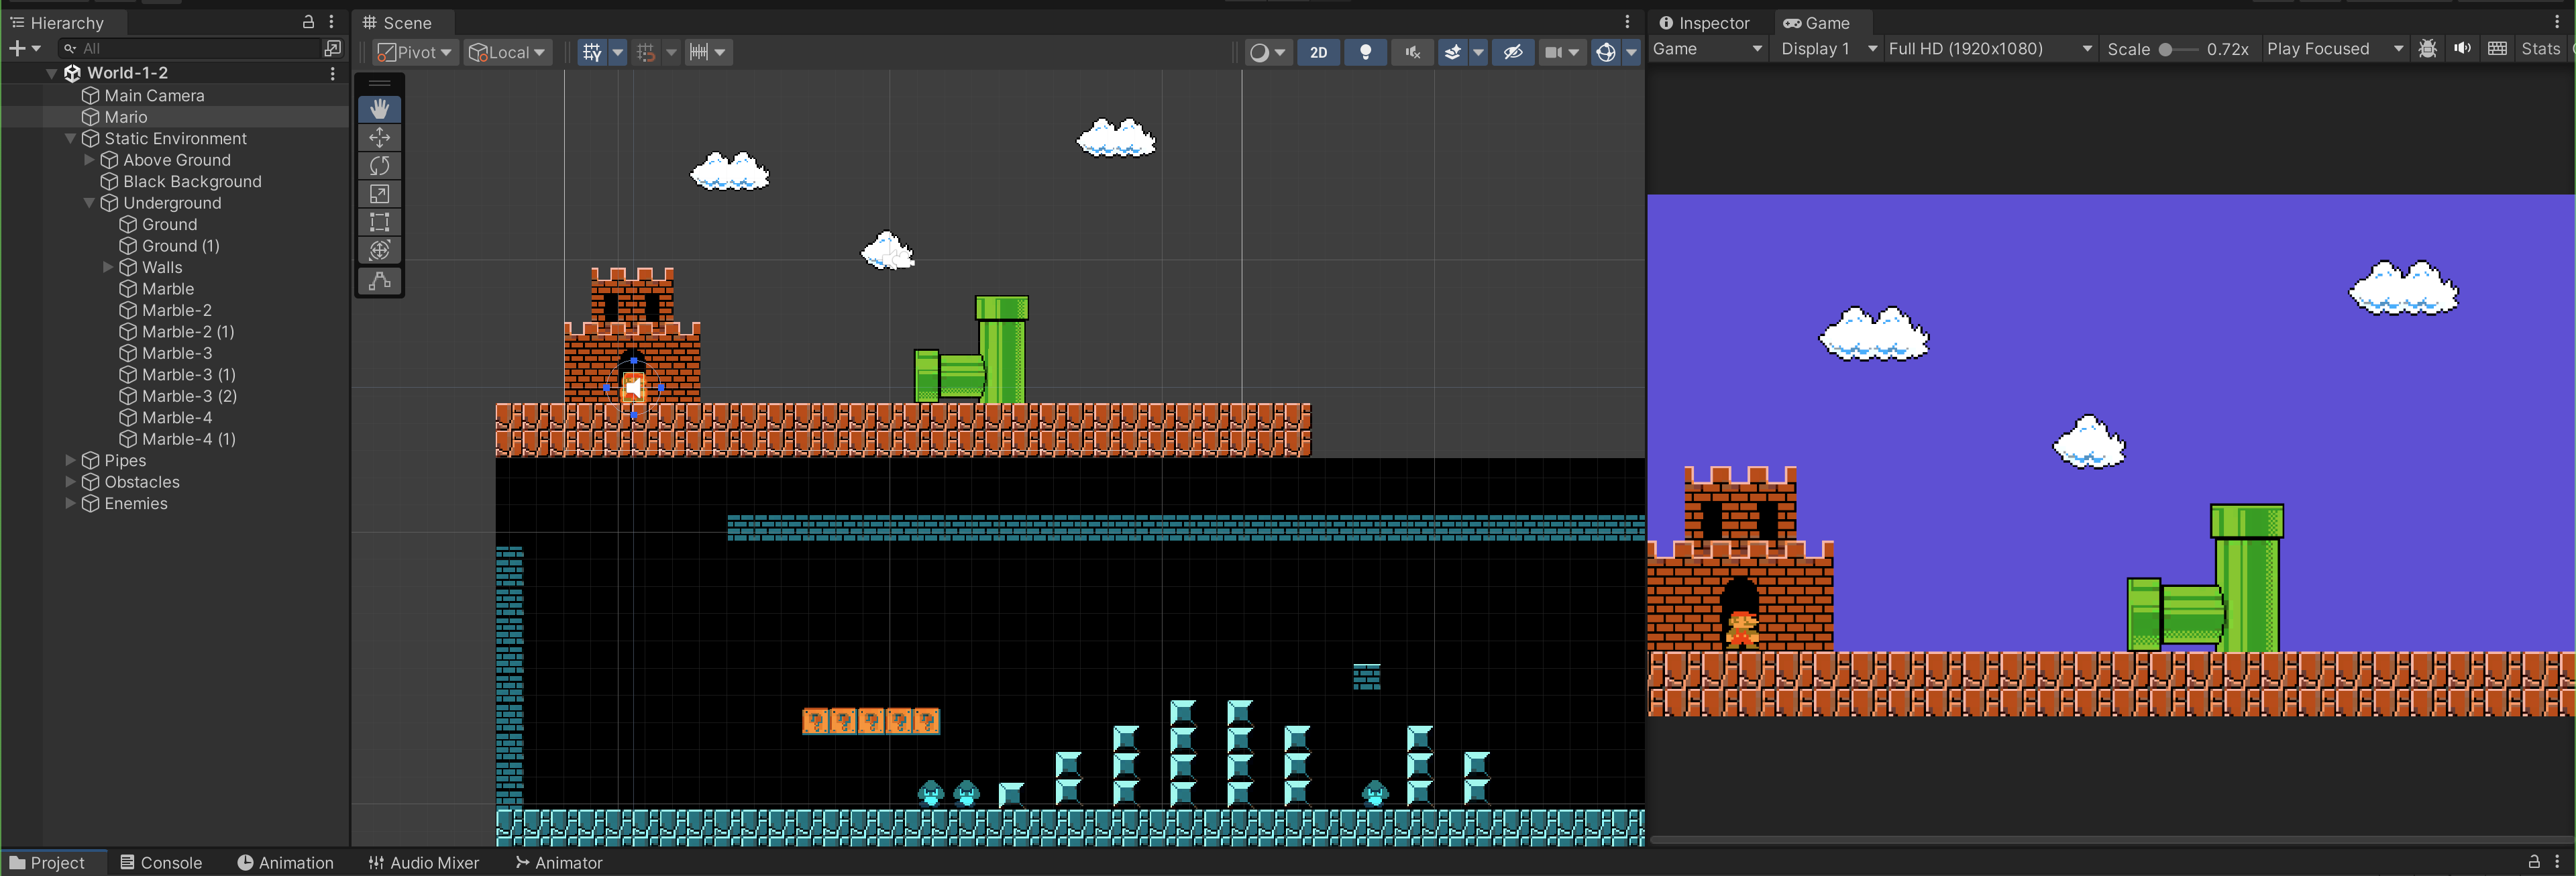 Hierarchy
All
World-1-2
Main Camera
Mario
Static Environment
Above Ground
Black Background
Underground
Ground
Ground (1)
Walls
Marble
Marble-2
Marble-2 (1)
Marble-3
Marble-3 (1)
Marble-3 (2)
Marble-4
Marble-4 (1)
Pipes
Obstacles
Enemies
Scene
Pivot Local 2D
? ? ? ? ?
Inspector Game
Game Display 1 Full HD (1920x1080) Scale 0.72x Play Focused Stats
Project Console Animation Audio Mixer Animator